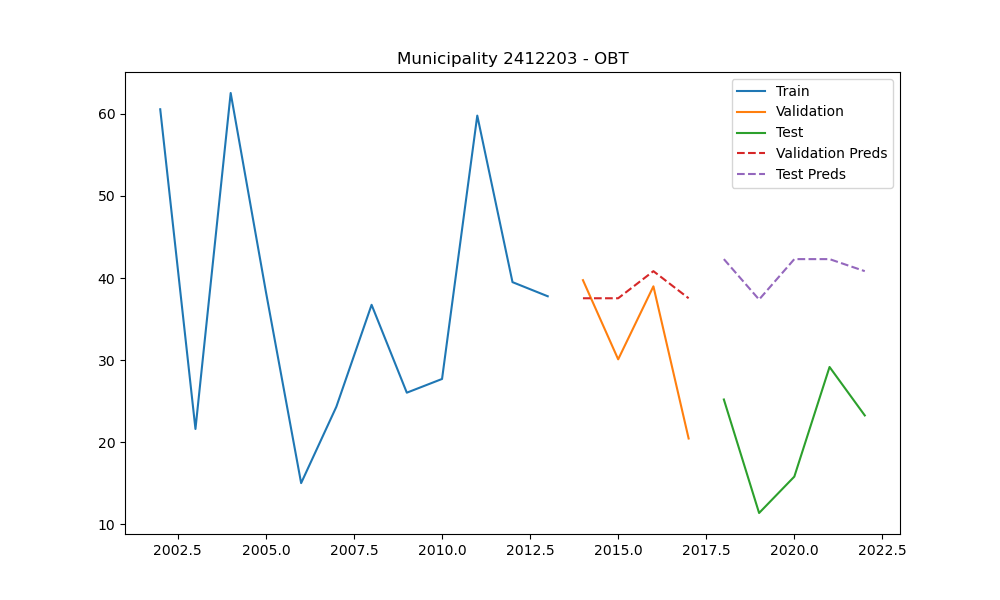 Municipality 2412203 - OBT
Train
Validation
Test
Validation Preds
Test Preds
60
50
40
30
20
10
2002.5 2005.0 2007.5 2010.0 2012.5 2015.0 2017.5 2020.0 2022.5